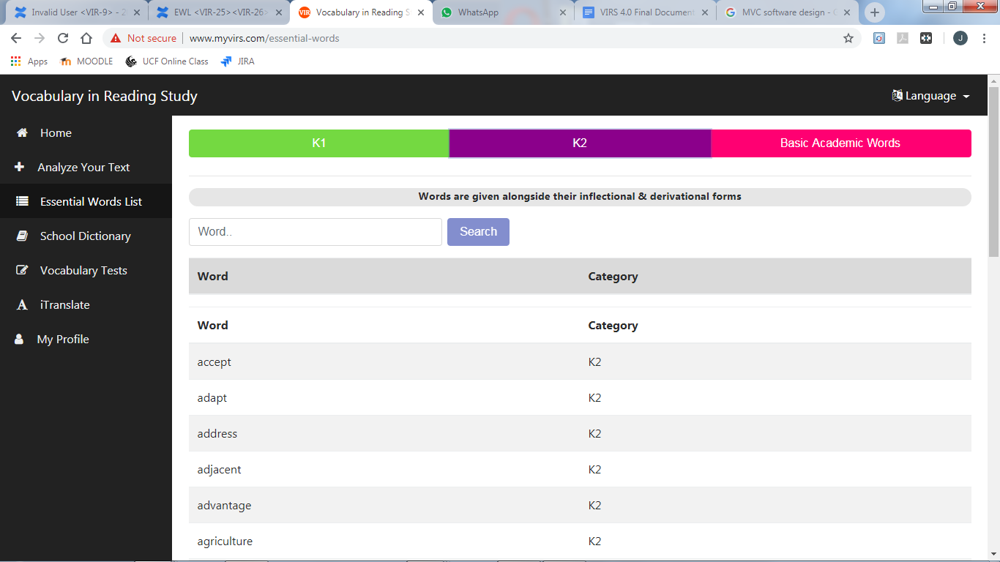 Invalid User <VIR-9> - 2
EWL <VIR-25><VIR-26>
VIR Vocabulary in Reading S
WhatsApp
VIRS 4.0 Final Document
MVC software design - G
Not secure www.myvirs.com/essential-words
J
Apps MOODLE UCF Online Class JIRA
Vocabulary in Reading Study
Language
Home
Analyze Your Text
Essential Words List
School Dictionary
Vocabulary Tests
iTranslate
My Profile
K1 K2 Basic Academic Words
Words are given alongside their inflectional & derivational forms
Word.. Search
Word Category
Word Category
accept K2
adapt K2
address K2
adjacent K2
advantage K2
agriculture K2